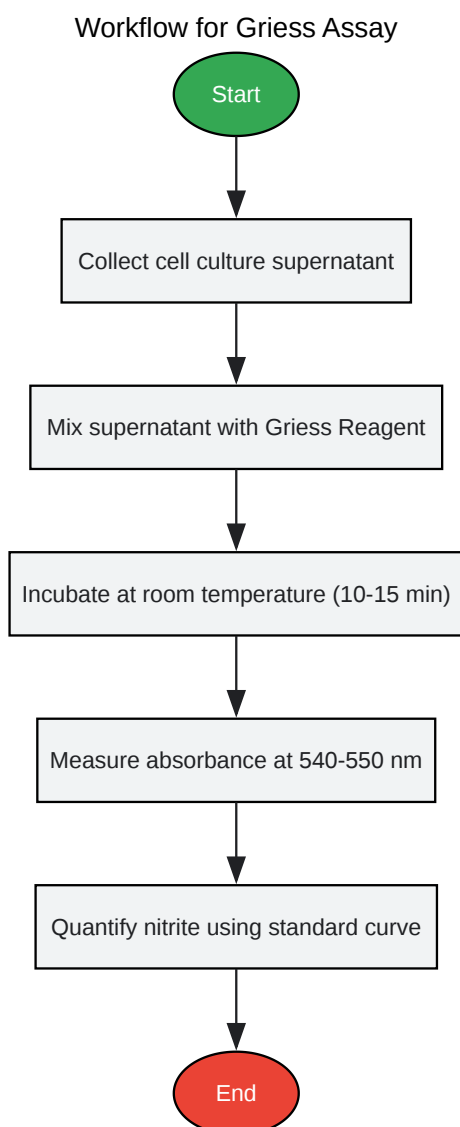 Workflow for Griess Assay
Start
Collect cell culture supernatant
Mix supernatant with Griess Reagent
Incubate at room temperature (10-15 min)
Measure absorbance at 540-550 nm
Quantify nitrite using standard curve
End